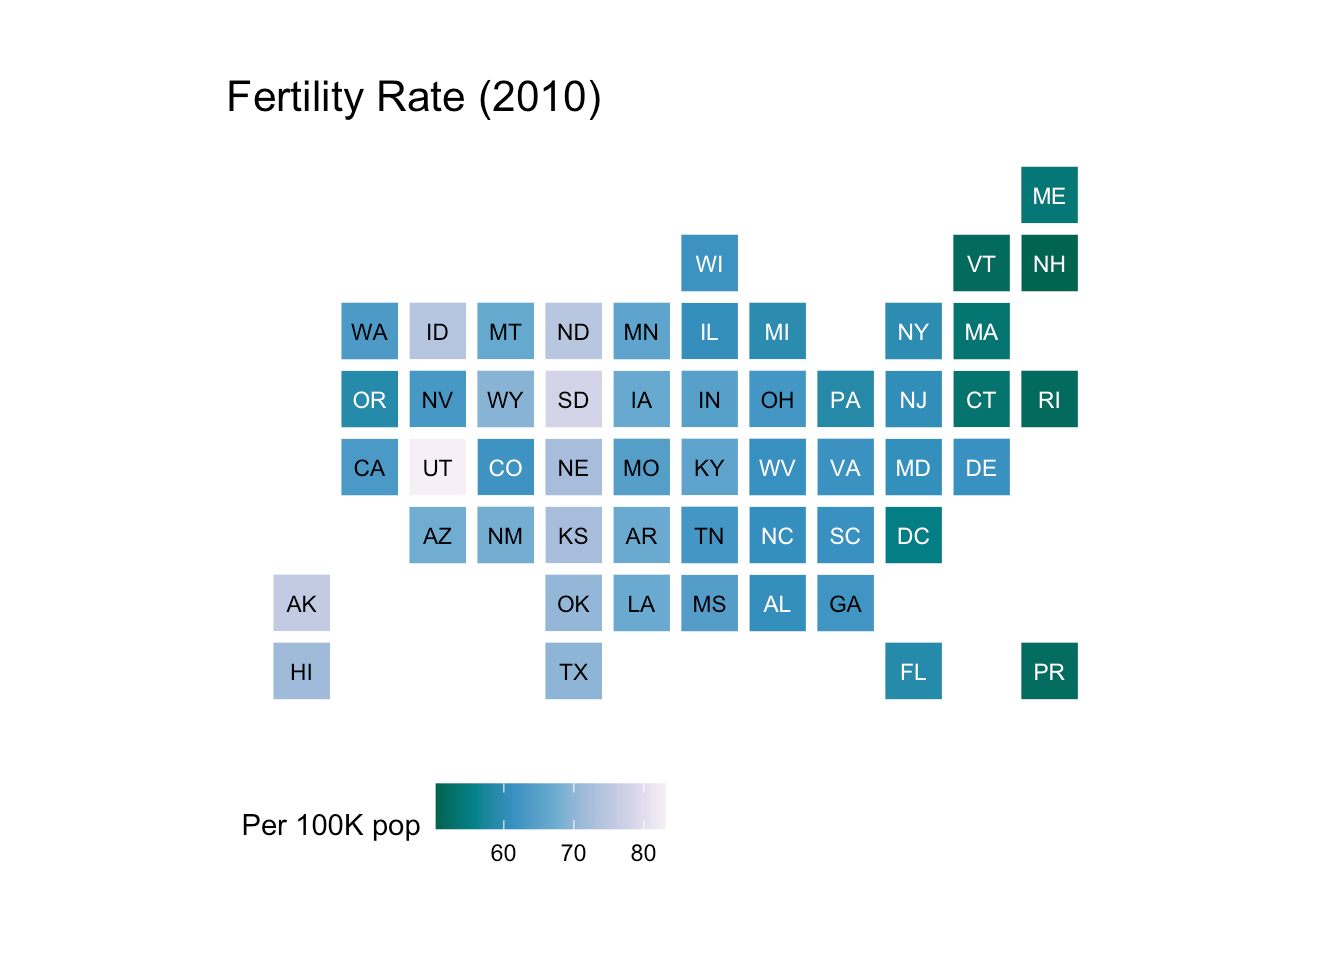 Fertility Rate (2010)
ME
WI VT NH
WA ID MT ND MN IL MI NY MA
OR NV WY SD IA IN OH PA NJ CT RI
CA UT CO NE MO KY WV VA MD DE
AZ NM KS AR TN NC SC DC
AK OK LA MS AL GA
HI TX FL PR
Per 100K pop
60 70 80